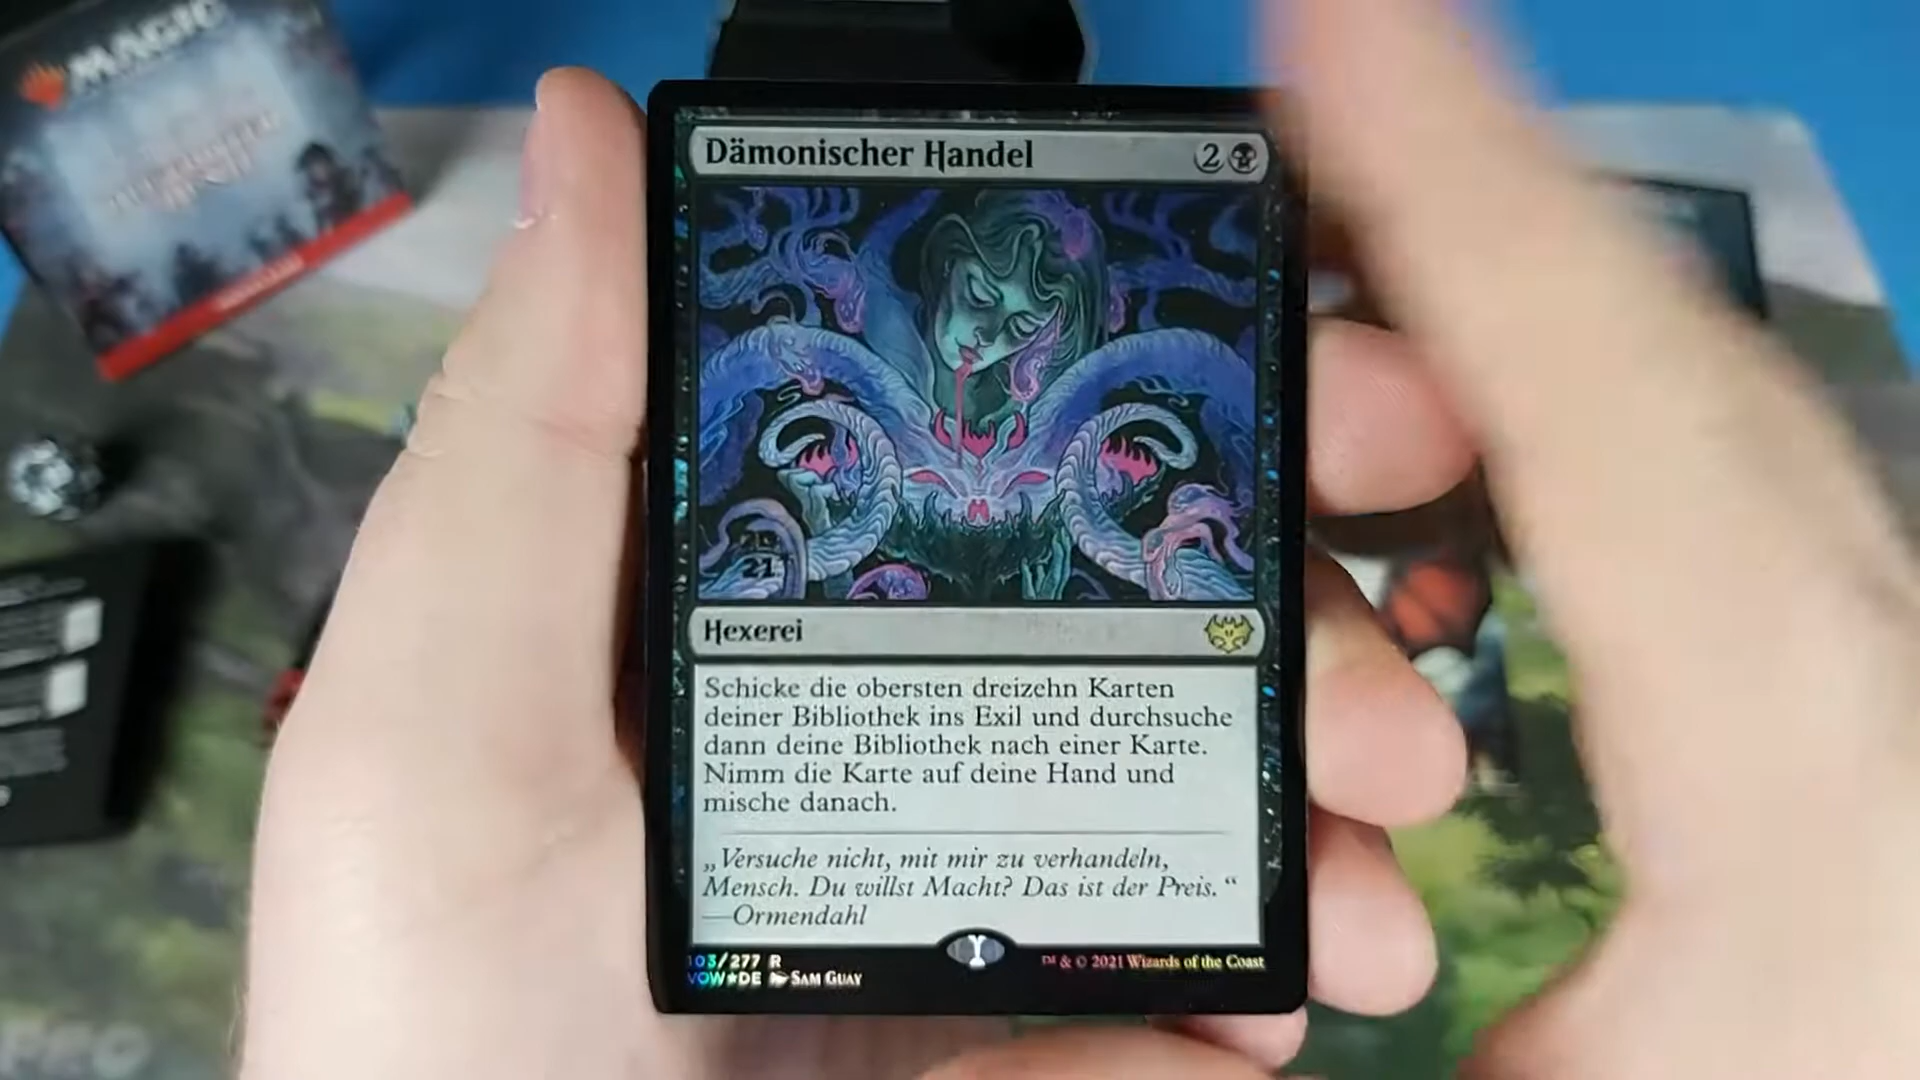 MAGIC
Dämonischer Handel
2
21
Hexerei
Schicke die obersten dreizehn Karten
deiner Bibliothek ins Exil und durchsuche
dann deine Bibliothek nach einer Karte.
Nimm die Karte auf deine Hand und
mische danach.
„Versuche nicht, mit mir zu verhandeln,
Mensch. Du willst Macht? Das ist der Preis.“
—Ormendahl
103/277 R
VOW★DE SAM GUAY
™ & © 2021 Wizards of the Coast